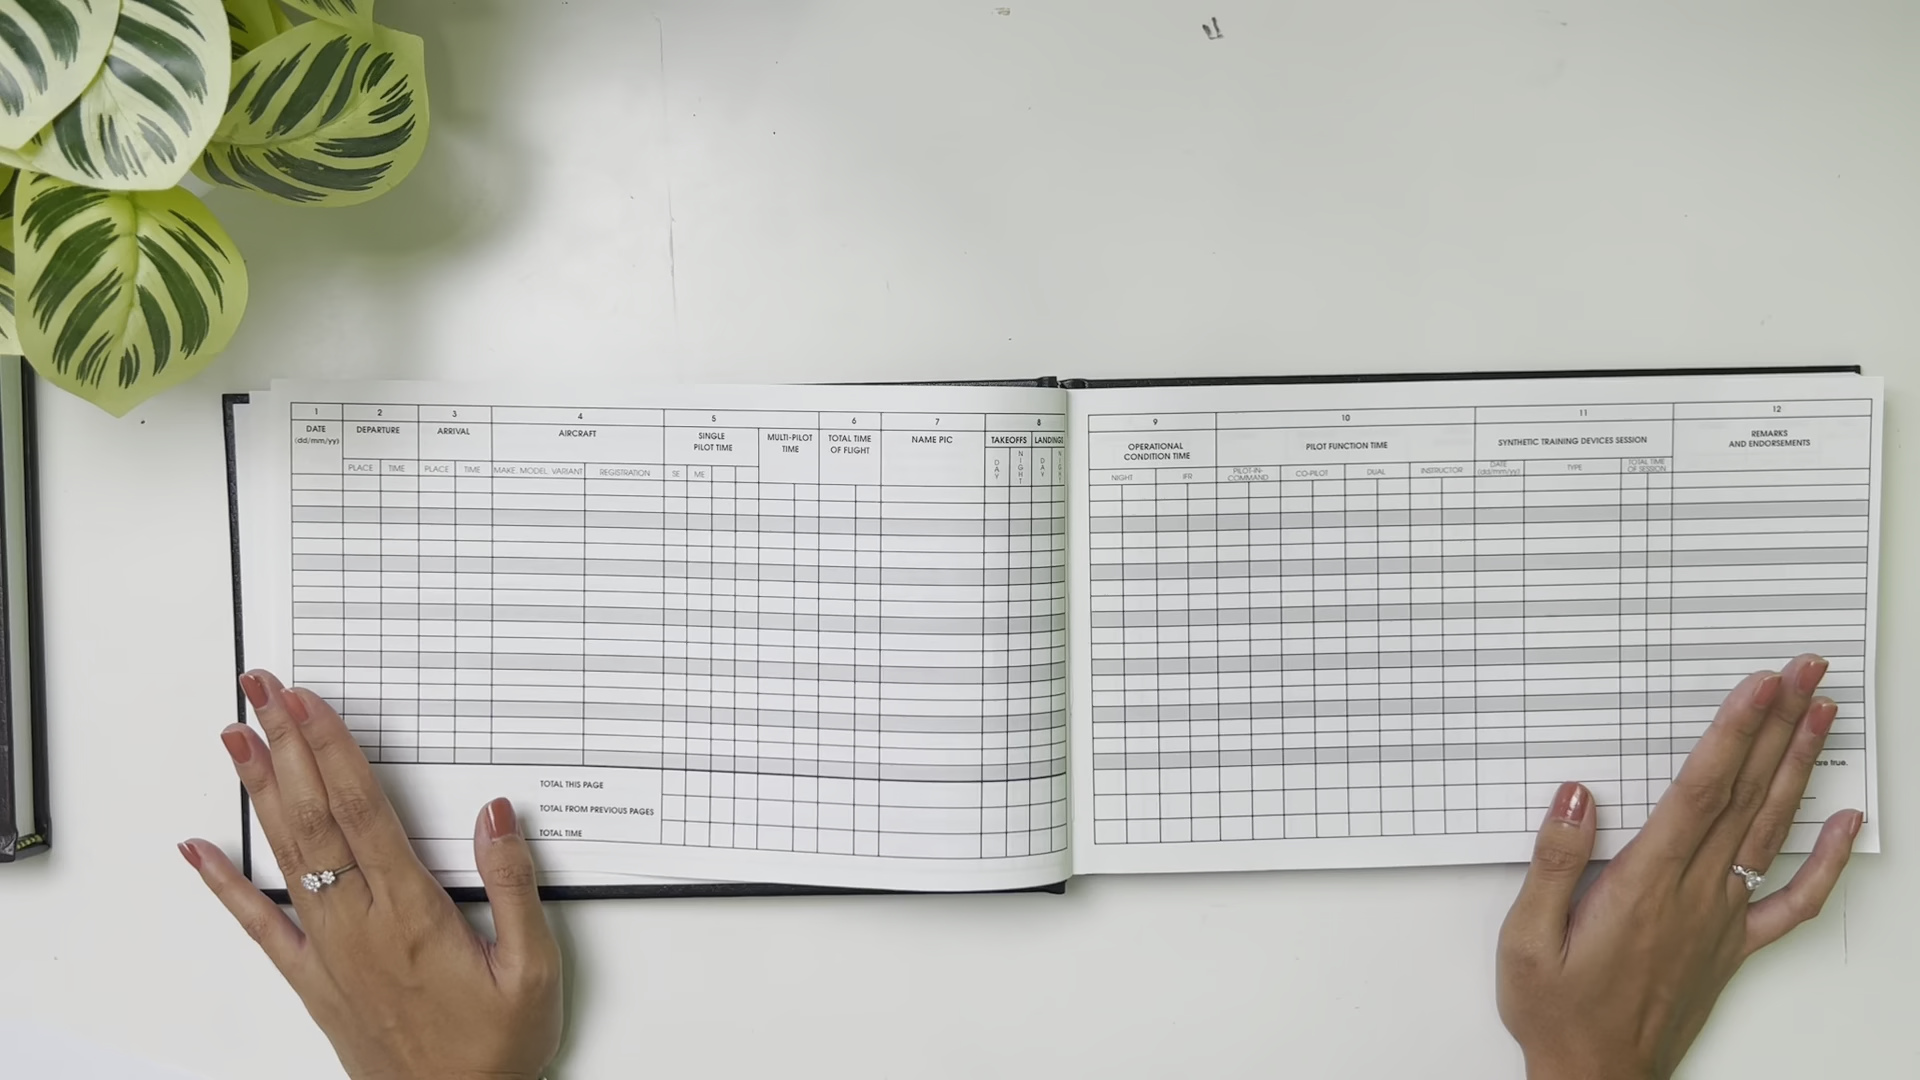 1 2 3 4 5 6 7 8
DATE
(dd/mm/yy)
DEPARTURE
ARRIVAL
AIRCRAFT
SINGLE
PILOT TIME
MULTI-PILOT
TIME
TOTAL TIME
OF FLIGHT
NAME PIC
TAKEOFFS
LANDING
PLACE TIME PLACE TIME MAKE, MODEL, VARIANT REGISTRATION SE ME
DAY NIGHT DAY NIGHT
TOTAL THIS PAGE
TOTAL FROM PREVIOUS PAGES
TOTAL TIME
9 10 11 12
OPERATIONAL
CONDITION TIME
PILOT FUNCTION TIME
SYNTHETIC TRAINING DEVICES SESSION
REMARKS
AND ENDORSEMENTS
NIGHT
IFR
PILOT-IN-
COMMAND
CO-PILOT
DUAL
INSTRUCTOR
DATE
(dd/mm/yy)
TYPE
TOTAL TIME
OF SESSION
are true.